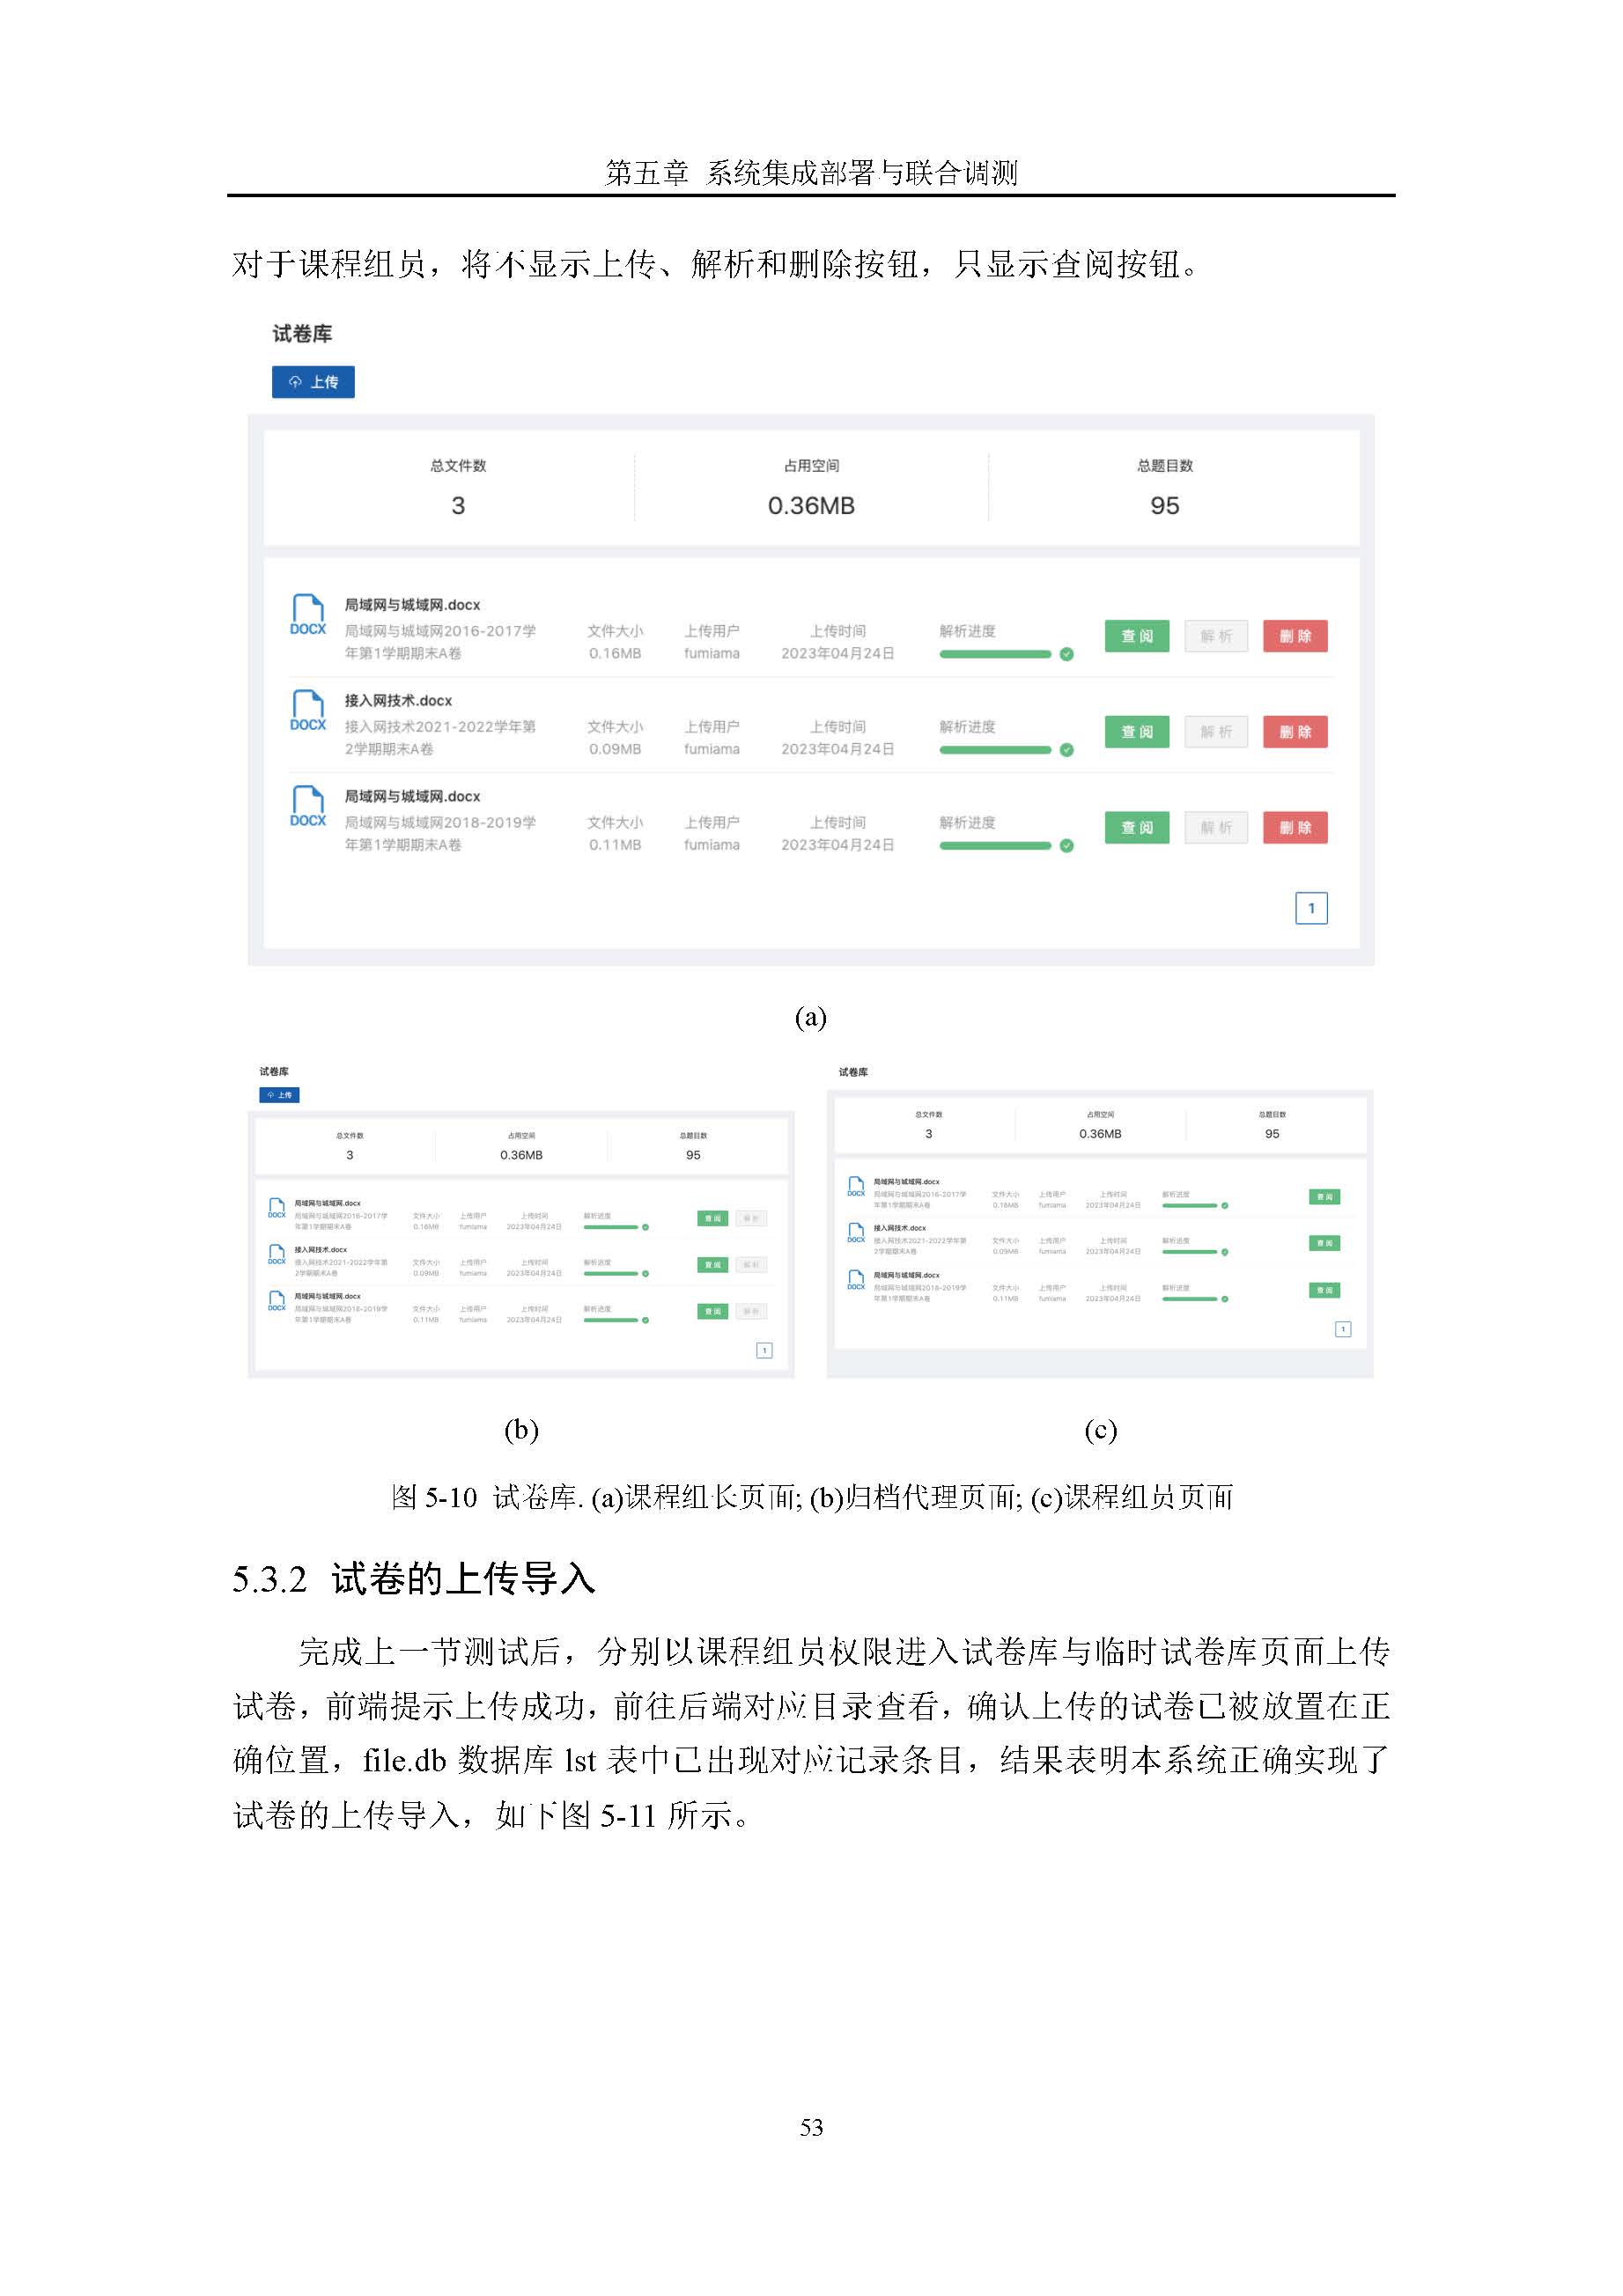 第五章 系统集成部署与联合调测
对于课程组员，将不显示上传、解析和删除按钮，只显示查阅按钮。
试卷库
上传
总文件数 占用空间 总题目数
3 0.36MB 95
局域网与城域网.docx
DOCX 局域网与城域网2016-2017学 文件大小 上传用户 上传时间 解析进度 查阅 解析 删除
年第1学期期末A卷 0.16MB fumiama 2023年04月24日
接入网技术.docx
DOCX 接入网技术2021-2022学年第 文件大小 上传用户 上传时间 解析进度 查阅 解析 删除
2学期期末A卷 0.09MB fumiama 2023年04月24日
局域网与城域网.docx
DOCX 局域网与城域网2018-2019学 文件大小 上传用户 上传时间 解析进度 查阅 解析 删除
年第1学期期末A卷 0.11MB fumiama 2023年04月24日
1
(a)
试卷库
上传
总文件数 占用空间 总题目数
3 0.36MB 95
局域网与城域网.docx
DOCX 局域网与城域网2016-2017学 文件大小 上传用户 上传时间 解析进度 查阅 解析
年第1学期期末A卷 0.16MB fumiama 2023年04月24日
接入网技术.docx
DOCX 接入网技术2021-2022学年第 文件大小 上传用户 上传时间 解析进度 查阅 解析
2学期期末A卷 0.09MB fumiama 2023年04月24日
局域网与城域网.docx
DOCX 局域网与城域网2018-2019学 文件大小 上传用户 上传时间 解析进度 查阅 解析
年第1学期期末A卷 0.11MB fumiama 2023年04月24日
1
(b)
试卷库
总文件数 占用空间 总题目数
3 0.36MB 95
局域网与城域网.docx
DOCX 局域网与城域网2016-2017学 文件大小 上传用户 上传时间 解析进度 查阅
年第1学期期末A卷 0.16MB fumiama 2023年04月24日
接入网技术.docx
DOCX 接入网技术2021-2022学年第 文件大小 上传用户 上传时间 解析进度 查阅
2学期期末A卷 0.09MB fumiama 2023年04月24日
局域网与城域网.docx
DOCX 局域网与城域网2018-2019学 文件大小 上传用户 上传时间 解析进度 查阅
年第1学期期末A卷 0.11MB fumiama 2023年04月24日
1
(c)
图 5-10 试卷库. (a)课程组长页面; (b)归档代理页面; (c)课程组员页面
5.3.2 试卷的上传导入
完成上一节测试后，分别以课程组员权限进入试卷库与临时试卷库页面上传
试卷，前端提示上传成功，前往后端对应目录查看，确认上传的试卷已被放置在正
确位置，file.db 数据库 lst 表中已出现对应记录条目，结果表明本系统正确实现了
试卷的上传导入，如下图 5-11 所示。
53